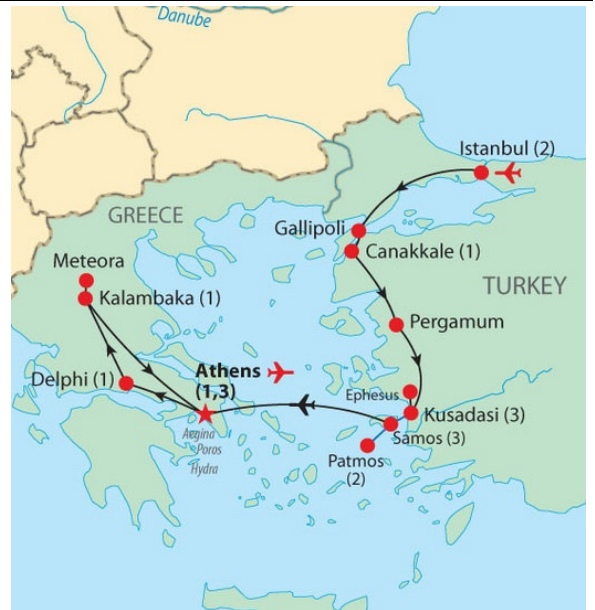 Danube
Istanbul (2)
GREECE
Gallipoli
Canakkale (1)
Meteora
TURKEY
Kalambaka (1)
Pergamum
Athens
(1,3)
Delphi (1)
Ephesus
Kusadasi (3)
Samos (3)
Aegina
Poros
Hydra
Patmos
(2)